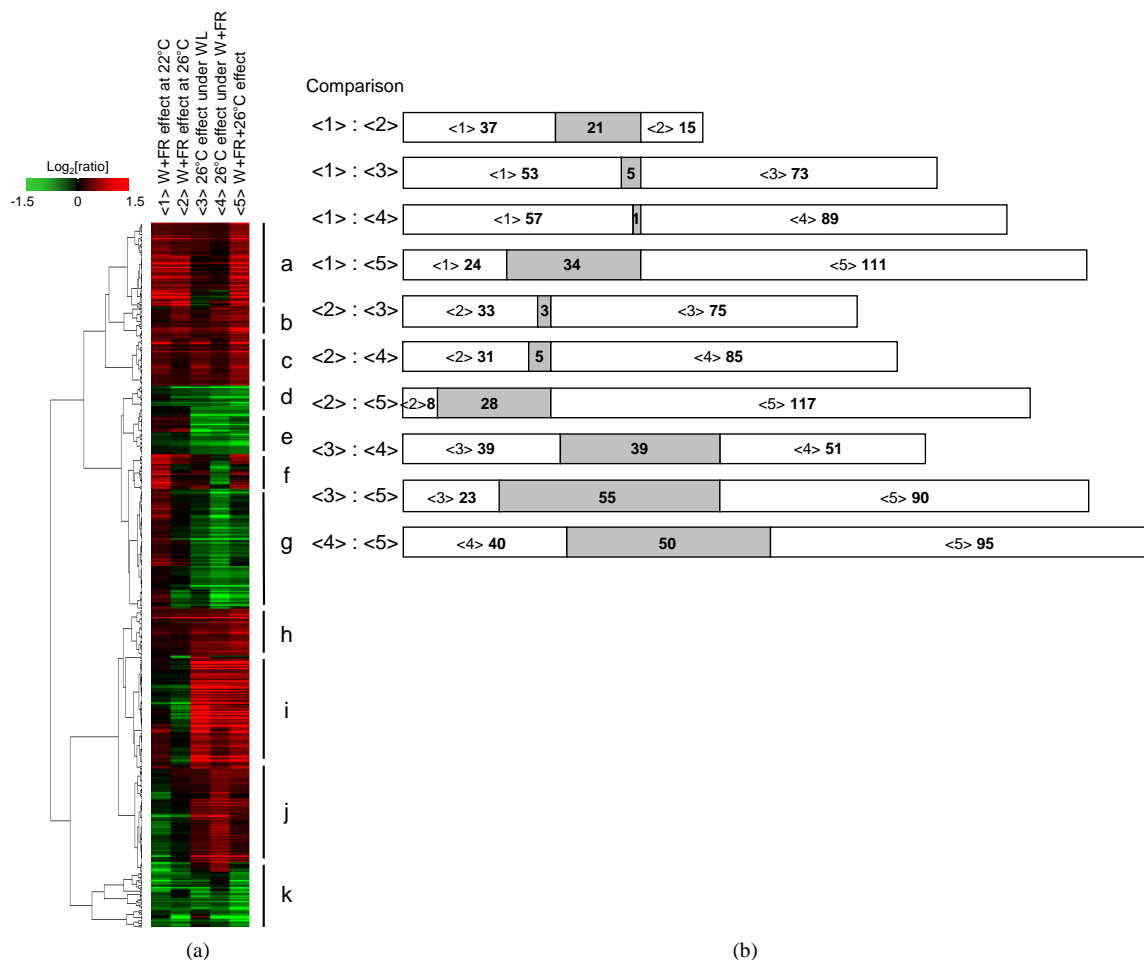 <1> W+FR effect at 22°C
<2> W+FR effect at 26°C
<3> 26°C effect under WL
<4> 26°C effect under W+FR
<5> W+FR+26°C effect
Log2[ratio]
-1.5 0 1.5
a
b
c
d
e
f
g
h
i
j
k
(a)
Comparison
<1> : <2> <1> 37 21 <2> 15
<1> : <3> <1> 53 5 <3> 73
<1> : <4> <1> 57 1 <4> 89
<1> : <5> <1> 24 34 <5> 111
<2> : <3> <2> 33 3 <3> 75
<2> : <4> <2> 31 5 <4> 85
<2> : <5> <2> 8 28 <5> 117
<3> : <4> <3> 39 39 <4> 51
<3> : <5> <3> 23 55 <5> 90
<4> : <5> <4> 40 50 <5> 95
(b)